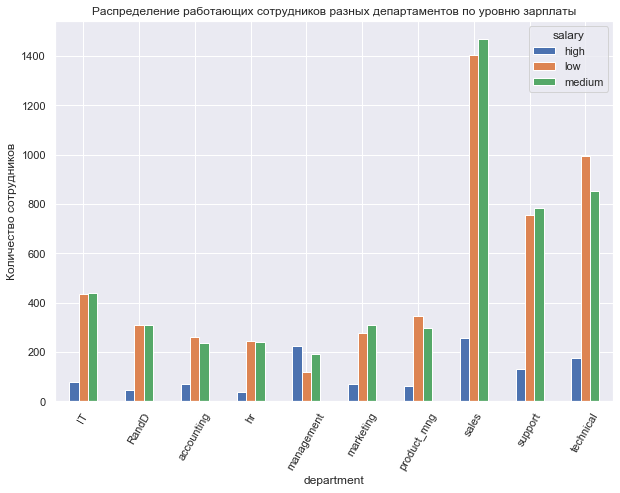 Распределение работающих сотрудников разных департаментов по уровню зарплаты
salary
high
low
medium
Количество сотрудников
1400
1200
1000
800
600
400
200
0
IT
RandD
accounting
hr
management
marketing
product_mng
sales
support
technical
department